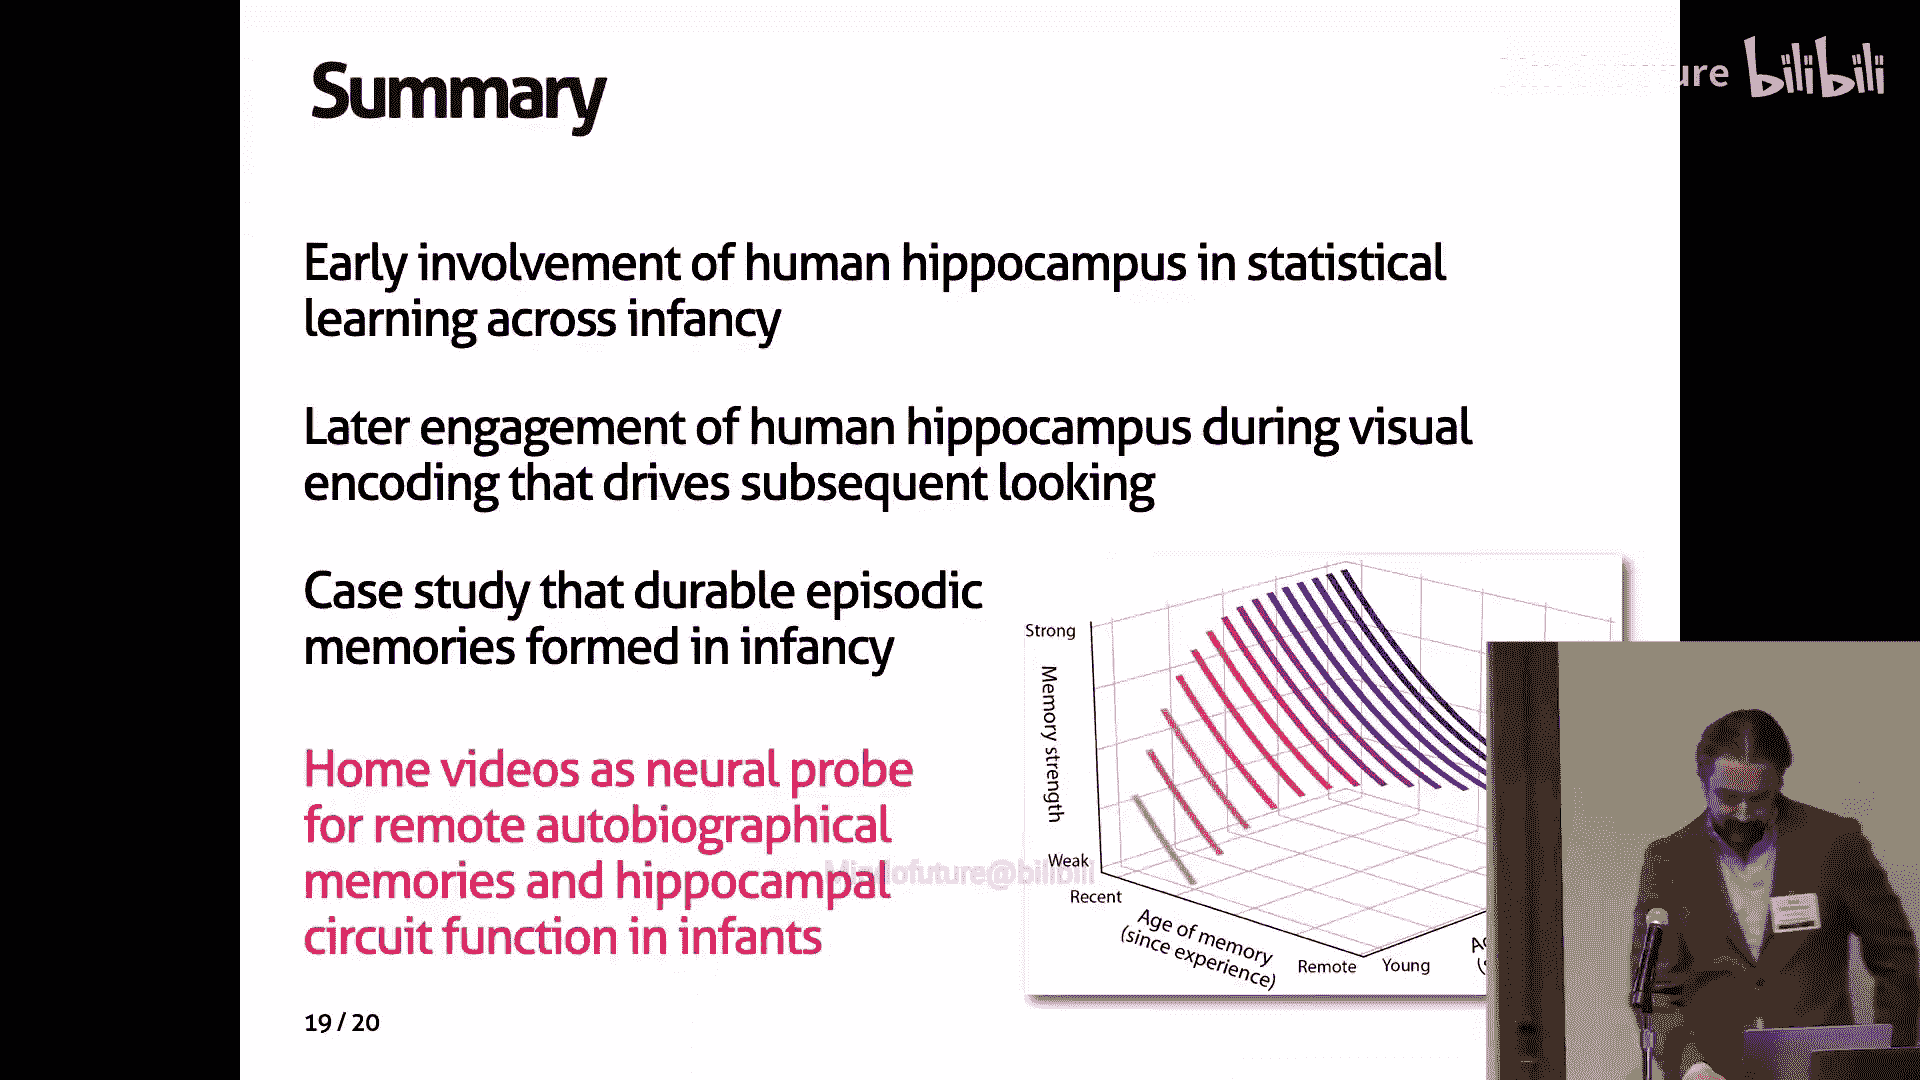 Summary
ure bilibili
Early involvement of human hippocampus in statistical
learning across infancy
Later engagement of human hippocampus during visual
encoding that drives subsequent looking
Case study that durable episodic
memories formed in infancy
Home videos as neural probe
for remote autobiographical
memories and hippocampal
circuit function in infants
Mindofuture@bilibili
Strong
Memory strength
Weak
Recent
Age of memory
(since experience)
Remote
Young
19 / 20